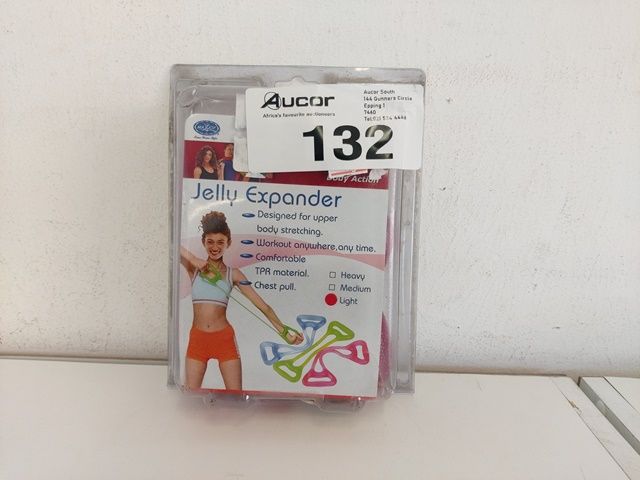 Aucor
Africa's favourite auctioneers
Aucor South
144 Gunners Circle
Epping 1
7460
132
Body Action
Jelly Expander
Designed for upper
body stretching.
Workout anywhere,any time.
Comfortable
TPR material.
Chest pull.
Heavy
Medium
Light